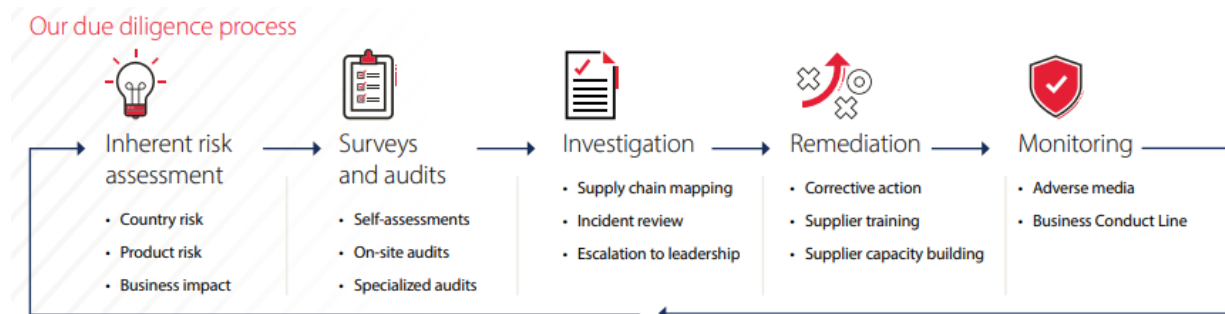 Our due diligence process
Inherent risk
assessment
• Country risk
• Product risk
• Business impact
Surveys
and audits
• Self-assessments
• On-site audits
• Specialized audits
Investigation
• Supply chain mapping
• Incident review
• Escalation to leadership
Remediation
• Corrective action
• Supplier training
• Supplier capacity building
Monitoring
• Adverse media
• Business Conduct Line